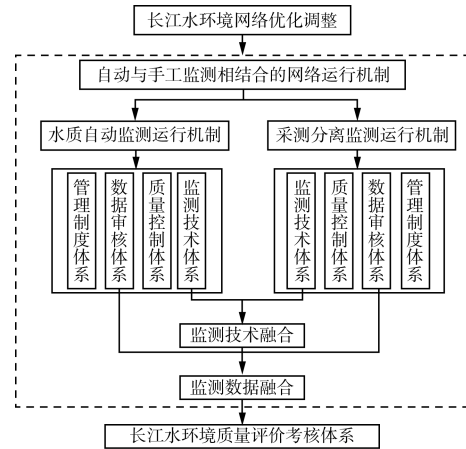 长江水环境网络优化调整
自动与手工监测相结合的网络运行机制
水质自动监测运行机制
采测分离监测运行机制
管理制度体系
数据审核体系
质量控制体系
监测技术体系
监测技术体系
质量控制体系
数据审核体系
管理制度体系
监测技术融合
监测数据融合
长江水环境质量评价考核体系